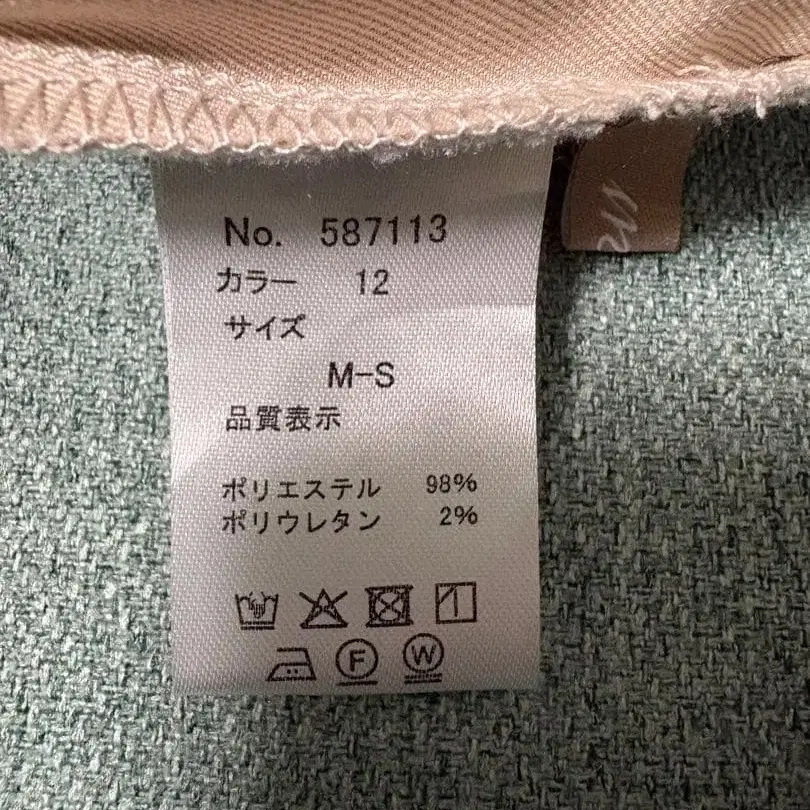 No. 587113
カラー 12
サイズ
M-S
品質表示
ポリエステル 98%
ポリウレタン 2%
F
W